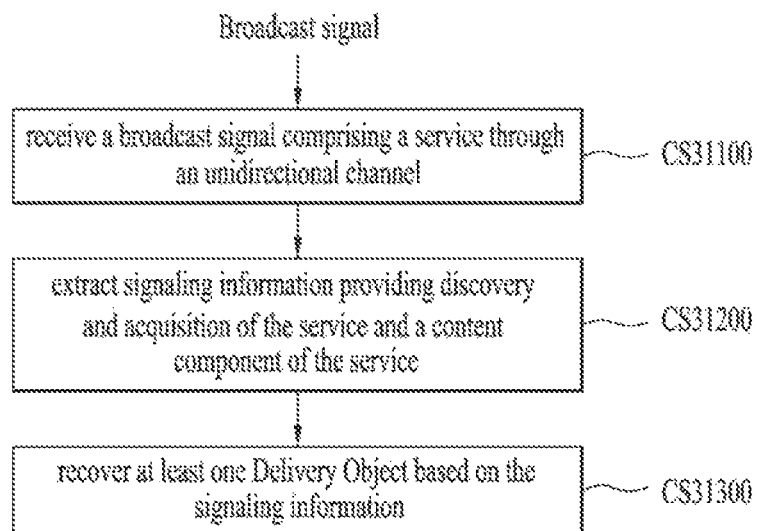 Broadcast signal
receive a broadcast signal comprising a service through
an unidirectional channel
CS31100
extract signaling information providing discovery
and acquisition of the service and a content
component of the service
CS31200
recover at least one Delivery Object based on the
signaling information
CS31300